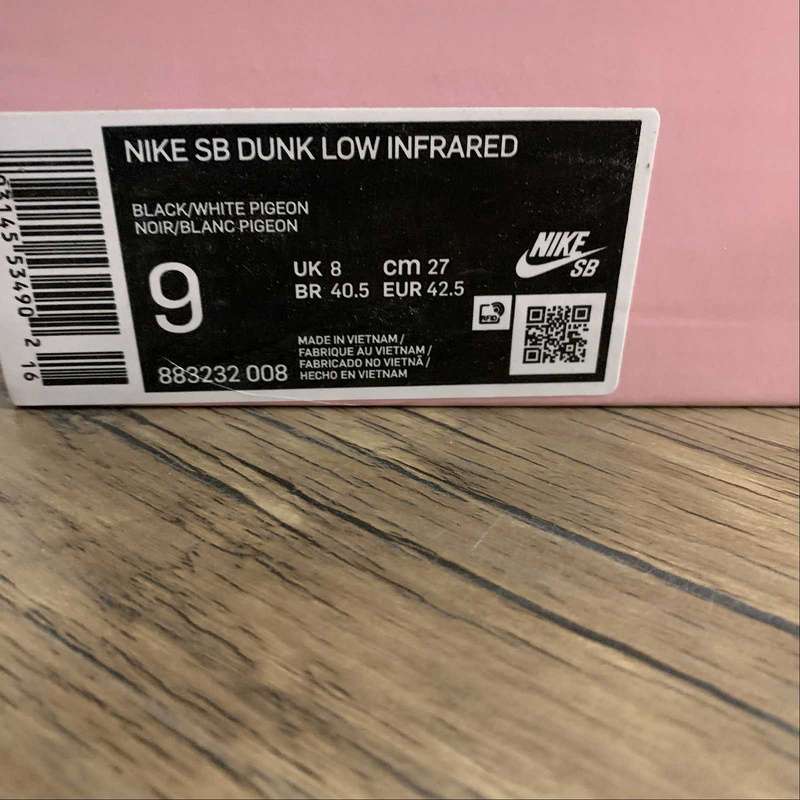 NIKE SB DUNK LOW INFRARED
BLACK/WHITE PIGEON
NOIR/BLANC PIGEON
9
UK 8 cm 27
BR 40.5 EUR 42.5
NIKE
SB
RFID
883232 008
MADE IN VIETNAM /
FABRIQUE AU VIETNAM /
FABRICADO NO VIETNÃ /
HECHO EN VIETNAM
93145 53490 2 16